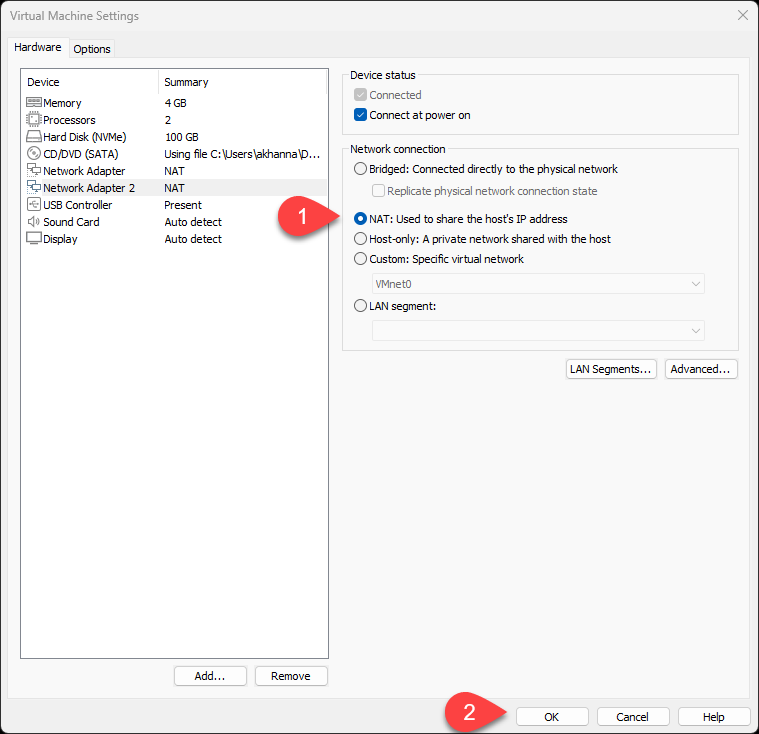 Virtual Machine Settings
Hardware Options
Device Summary
Memory 4 GB
Processors 2
Hard Disk (NVMe) 100 GB
CD/DVD (SATA) Using file C:\Users\akhanna\D...
Network Adapter NAT
Network Adapter 2 NAT
USB Controller Present
Sound Card Auto detect
Display Auto detect
Add...
Remove
Device status
Connected
Connect at power on
Network connection
Bridged: Connected directly to the physical network
Replicate physical network connection state
1
NAT: Used to share the host's IP address
Host-only: A private network shared with the host
Custom: Specific virtual network
VMnet0
LAN segment:
LAN Segments... Advanced...
2
OK Cancel Help